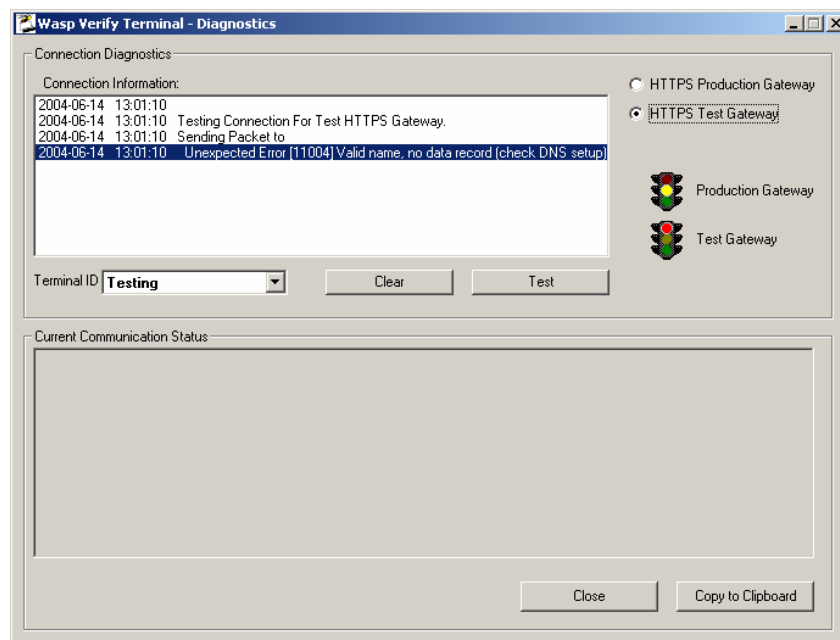 Wasp Verify Terminal - Diagnostics
Connection Diagnostics
Connection Information:
2004-06-14 13:01:10
2004-06-14 13:01:10 Testing Connection For Test HTTPS Gateway.
2004-06-14 13:01:10 Sending Packet to
2004-06-14 13:01:10 Unexpected Error [11004] Valid name, no data record (check DNS setup)
HTTPS Production Gateway
HTTPS Test Gateway
Production Gateway
Test Gateway
Terminal ID Testing
Clear
Test
Current Communication Status
Close
Copy to Clipboard